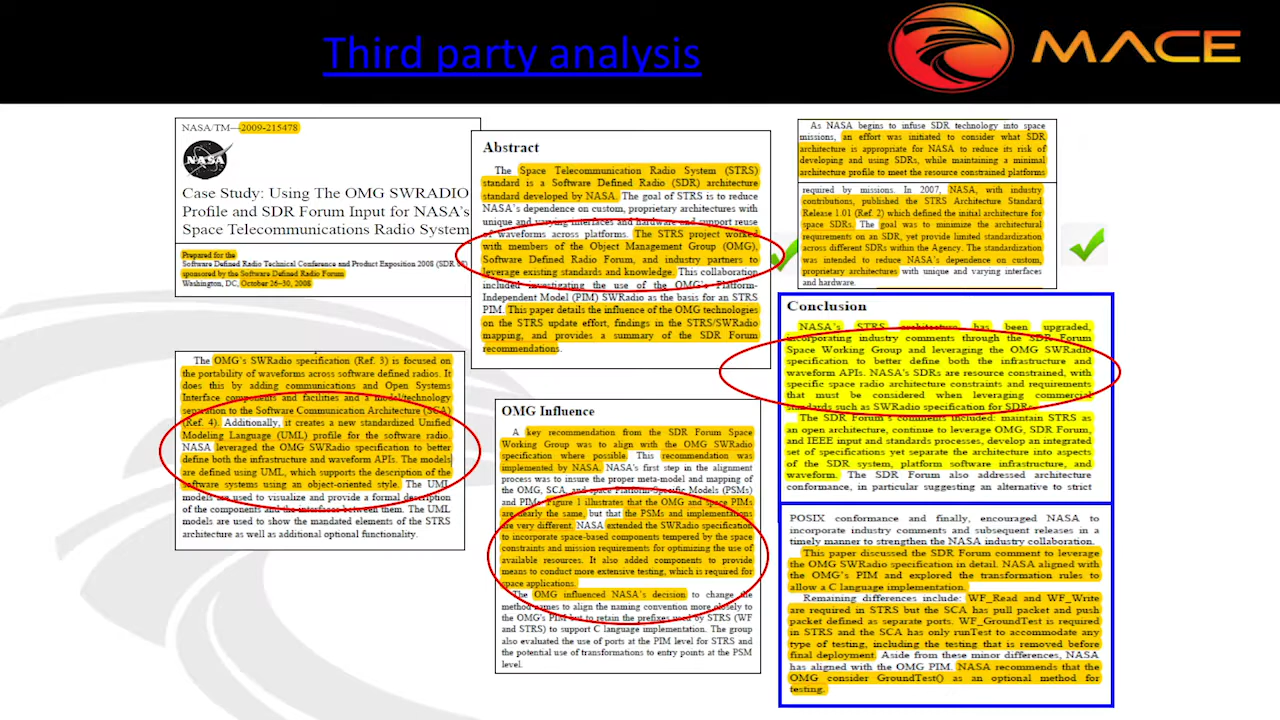 Third party analysis
MACE
NASA/TM—2009-215478
NASA
Case Study: Using The OMG SWRADIO
Profile and SDR Forum Input for NASA's
Space Telecommunications Radio System
Prepared for the
Software Defined Radio Technical Conference and Product Exposition 2008 (SDR 08)
sponsored by the Software Defined Radio Forum
Washington, DC, October 26–30, 2008
Abstract
The Space Telecommunications Radio System (STRS)
standard is a Software Defined Radio (SDR) architecture
standard developed by NASA. The goal of STRS is to reduce
NASA's dependence on custom, proprietary architectures with
unique and varying interfaces and hardware and support reuse
of waveforms across platforms. The STRS project worked
with members of the Object Management Group (OMG),
Software Defined Radio Forum, and industry partners to
leverage existing standards and knowledge. This collaboration
included investigating the use of the OMG's Platform-
Independent Model (PIM) SWRadio as the basis for an STRS
PIM. This paper details the influence of the OMG technologies
on the STRS update effort, findings in the STRS/SWRadio
mapping, and provides a summary of the SDR Forum
recommendations.
As NASA begins to infuse SDR technology into space
missions, an effort was initiated to consider what SDR
architecture is appropriate for NASA to reduce its risk of
developing and using SDRs, while maintaining a minimal
architecture profile to meet the resource constrained platforms
required by missions. In 2007, NASA, with industry
contributions, published the STRS Architecture Standard
Release 1.01 (Ref. 2) which defined the initial architecture for
space SDRs. The goal was to minimize the architectural
requirements on an SDR, yet provide limited standardization
across different SDRs within the Agency. The standardization
was intended to reduce NASA's dependence on custom,
proprietary architectures with unique and varying interfaces
and hardware.
The OMG's SWRadio specification (Ref. 3) is focused on
the portability of waveforms across software defined radios. It
does this by adding communications and Open Systems
Interface components and facilities and a model/technology
separation to the Software Communication Architecture (SCA)
(Ref. 4). Additionally, it creates a new standardized Unified
Modeling Language (UML) profile for the software radio.
NASA leveraged the OMG SWRadio specification to better
define both the infrastructure and waveform APIs. The models
are defined using UML, which supports the description of the
software systems using an object-oriented style. The UML
models are used to visualize and provide a formal description
of the components and the interfaces between them. The UML
models are used to show the mandated elements of the STRS
architecture as well as additional optional functionality.
OMG Influence
A key recommendation from the SDR Forum Space
Working Group was to align with the OMG SWRadio
specification where possible. This recommendation was
implemented by NASA. NASA's first step in the alignment
process was to insure the proper meta-model and mapping of
the OMG, SCA, and space Platform-Specific Models (PSMs)
and PIMs. Figure 1 illustrates that the OMG and space PIMs
are nearly the same, but that the PSMs and implementations
are very different. NASA extended the SWRadio specification
to incorporate space-based components tempered by the space
constraints and mission requirements for optimizing the use of
available resources. It also added components to provide
means to conduct more extensive testing, which is required for
space applications.
The OMG influenced NASA's decision to change the
method names to align the naming convention more closely to
the OMG's PIM but to retain the prefixes used by STRS (WF
and STRS) to support C language implementation. The group
also evaluated the use of ports at the PIM level for STRS and
the potential use of transformations to entry points at the PSM
level.
Conclusion
NASA's STRS architecture has been upgraded,
incorporating industry comments through the SDR Forum
Space Working Group and leveraging the OMG SWRadio
specification to better define both the infrastructure and
waveform APIs. NASA's SDRs are resource constrained, with
specific space radio architecture constraints and requirements
that must be considered when leveraging commercial
standards such as SWRadio specification for SDRs.
The SDR Forum's comments included: maintain STRS as
an open architecture, continue to leverage OMG, SDR Forum,
and IEEE input and standards processes, develop an integrated
set of specifications yet separate the architecture into aspects
of the SDR system, platform software infrastructure, and
waveform. The SDR Forum also addressed architecture
conformance, in particular suggesting an alternative to strict
POSIX conformance and finally, encouraged NASA to
incorporate industry comments and subsequent releases in a
timely manner to strengthen the NASA industry collaboration.
This paper discussed the SDR Forum comment to leverage
the OMG SWRadio specification in detail. NASA aligned with
the OMG's PIM and explored the transformation rules to
allow a C language implementation.
Remaining differences include: WF_Read and WF_Write
are required in STRS but the SCA has pull packet and push
packet defined as separate ports. WF_GroundTest is required
in STRS and the SCA has only runTest to accommodate any
type of testing, including the testing that is removed before
final deployment. Aside from these minor differences, NASA
has aligned with the OMG PIM. NASA recommends that the
OMG consider GroundTest() as an optional method for
testing.